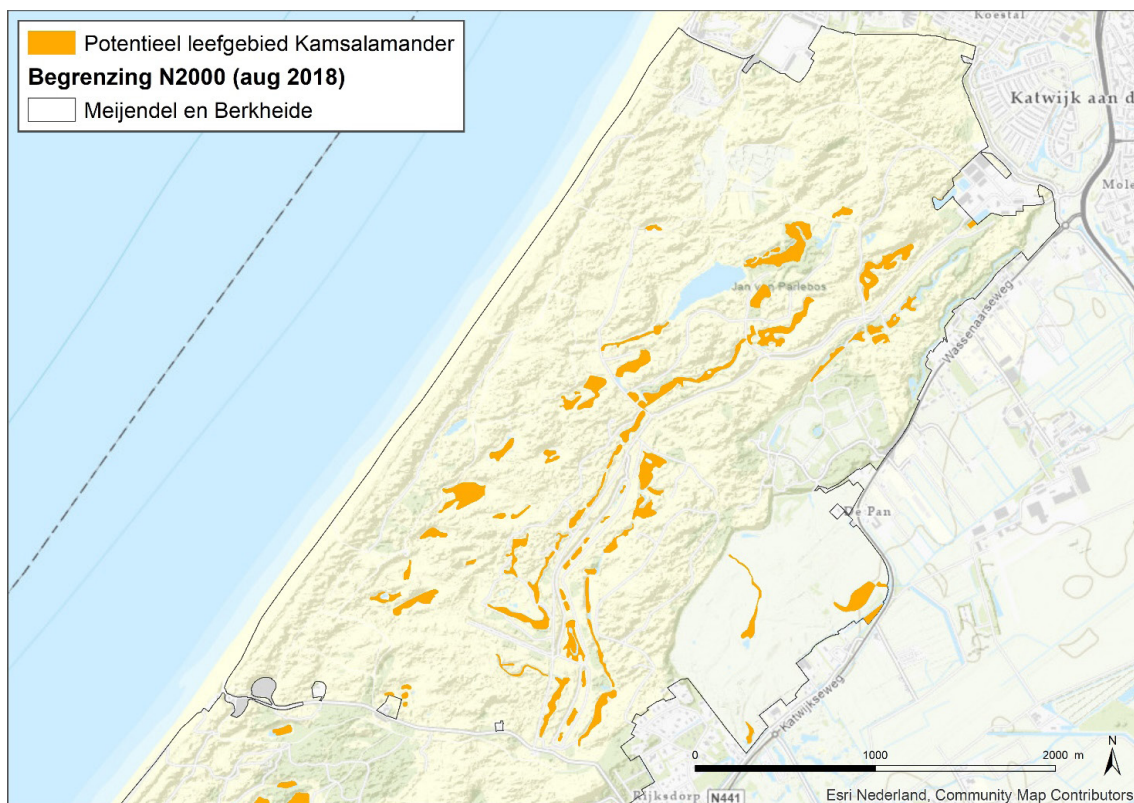 Potentieel leefgebied Kamsalamander
Begrenzing N2000 (aug 2018)
Meijendel en Berkheide
Koestal
Katwijk aan d
Mole
Jan van Parlebos
Wassenaarseweg
De Pan
Katwijkseweg
N
0 1000 2000 m
Rijksdorp N441
Esri Nederland, Community Map Contributors